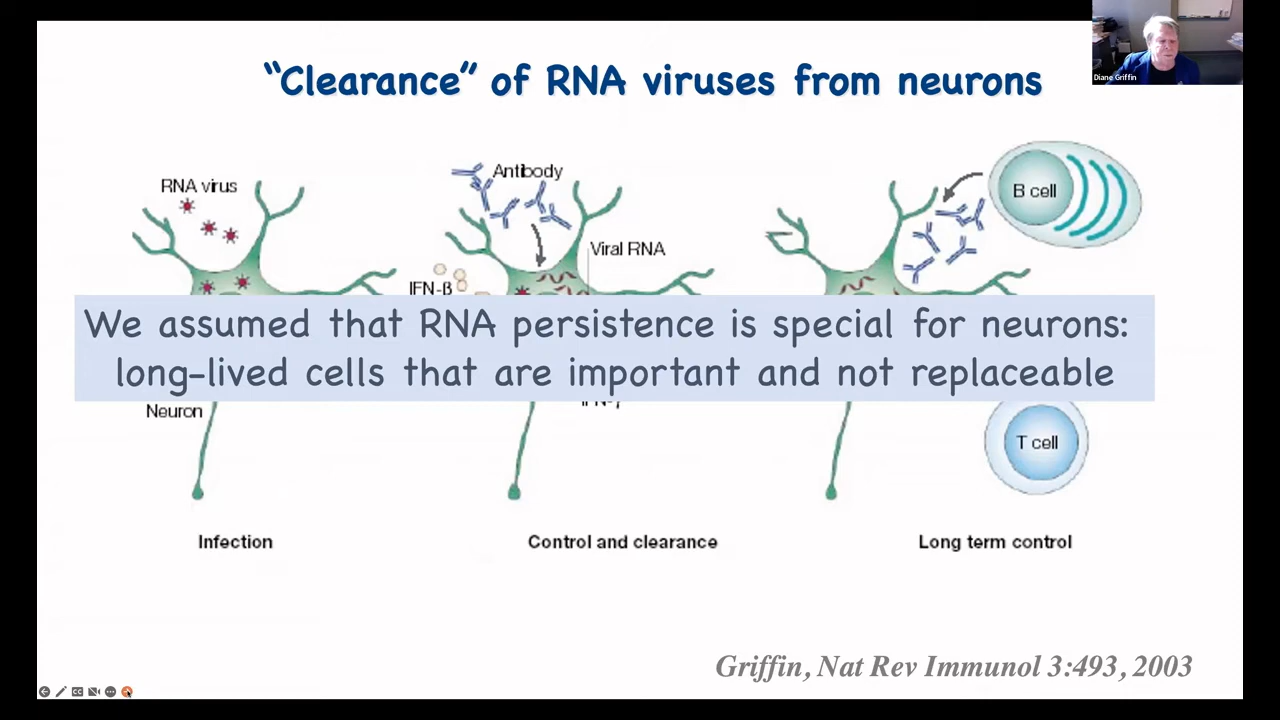 “Clearance” of RNA viruses from neurons
Diane Griffin
RNA virus
Antibody
B cell
Viral RNA
IFN-β
We assumed that RNA persistence is special for neurons:
long-lived cells that are important and not replaceable
Neuron
T cell
Infection
Control and clearance
Long term control
Griffin, Nat Rev Immunol 3:493, 2003